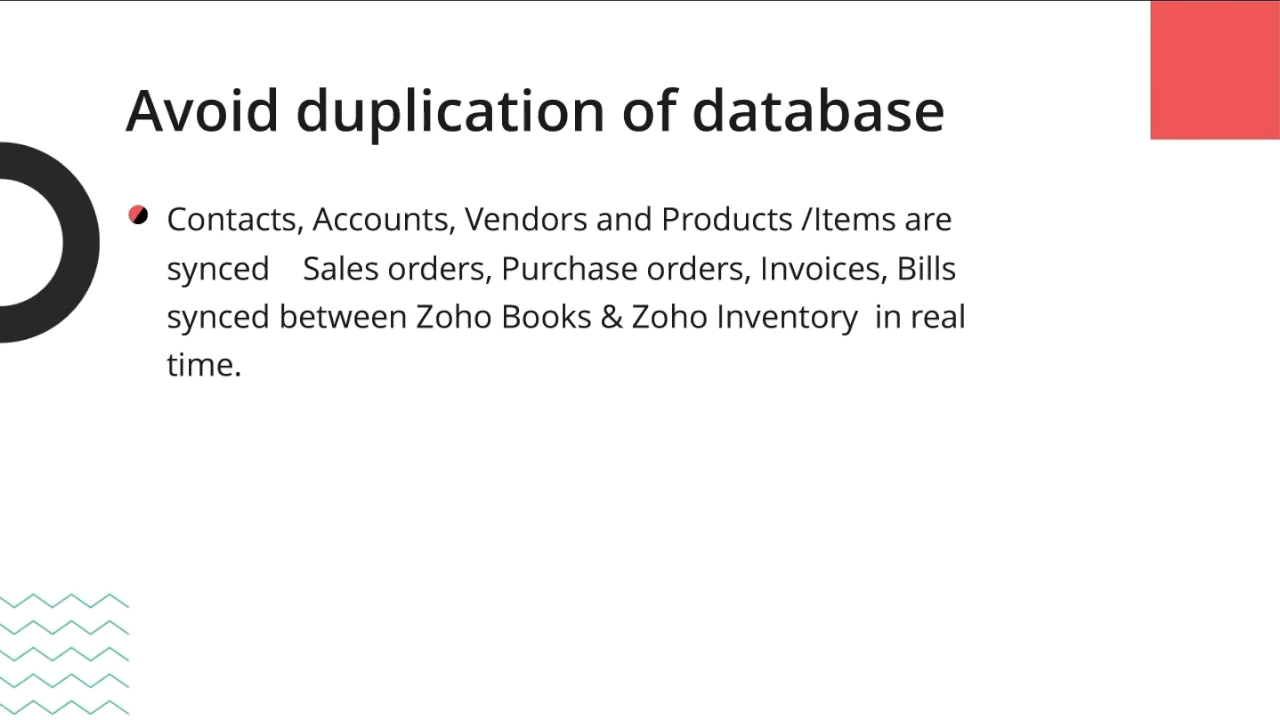 Avoid duplication of database
Contacts, Accounts, Vendors and Products /Items are
synced    Sales orders, Purchase orders, Invoices, Bills
synced between Zoho Books & Zoho Inventory  in real
time.